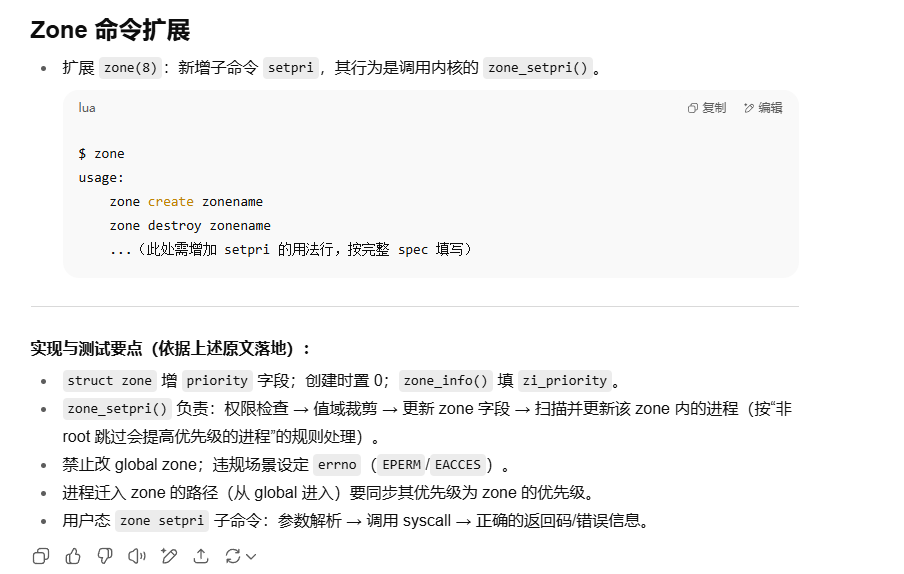 Zone 命令扩展
• 扩展 zone(8)：新增子命令 setpri，其行为是调用内核的 zone_setpri()。
lua 复制 编辑
$ zone
usage:
    zone create zonename
    zone destroy zonename
    ...（此处需增加 setpri 的用法行，按完整 spec 填写）
实现与测试要点（依据上述原文落地）：
• struct zone 增 priority 字段；创建时置 0；zone_info() 填 zi_priority。
• zone_setpri() 负责：权限检查 → 值域裁剪 → 更新 zone 字段 → 扫描并更新该 zone 内的进程（按“非
root 跳过会提高优先级的进程”的规则处理）。
• 禁止改 global zone；违规场景设定 errno（EPERM/EACCES）。
• 进程迁入 zone 的路径（从 global 进入）要同步其优先级为 zone 的优先级。
• 用户态 zone setpri 子命令：参数解析 → 调用 syscall → 正确的返回码/错误信息。